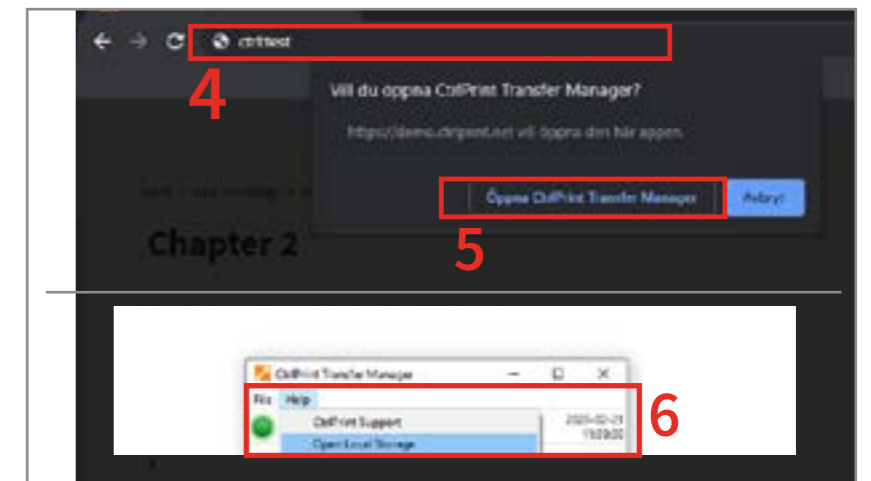 4
Vill du öppna CtrlPrint Transfer Manager?
https://demo.ctrlprint.net vill öppna den här appen.
Öppna CtrlPrint Transfer Manager
Avbryt
5
Chapter 2
CtrlPrint Transfer Manager
File Help
CtrlPrint Support
Open Local Storage
6